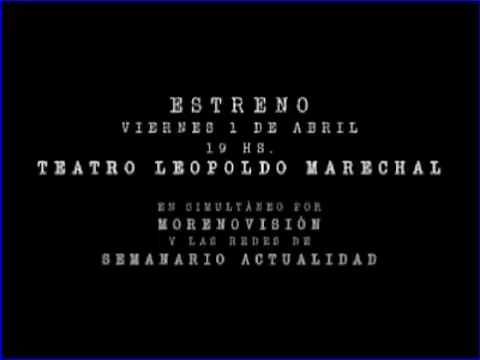 ESTRENO
VIERNES 1 DE ABRIL
19 HS.
TEATRO LEOPOLDO MARECHAL
EN SIMULTÁNEO POR
MORENOVISIÓN
Y LAS REDES DE
SEMANARIO ACTUALIDAD